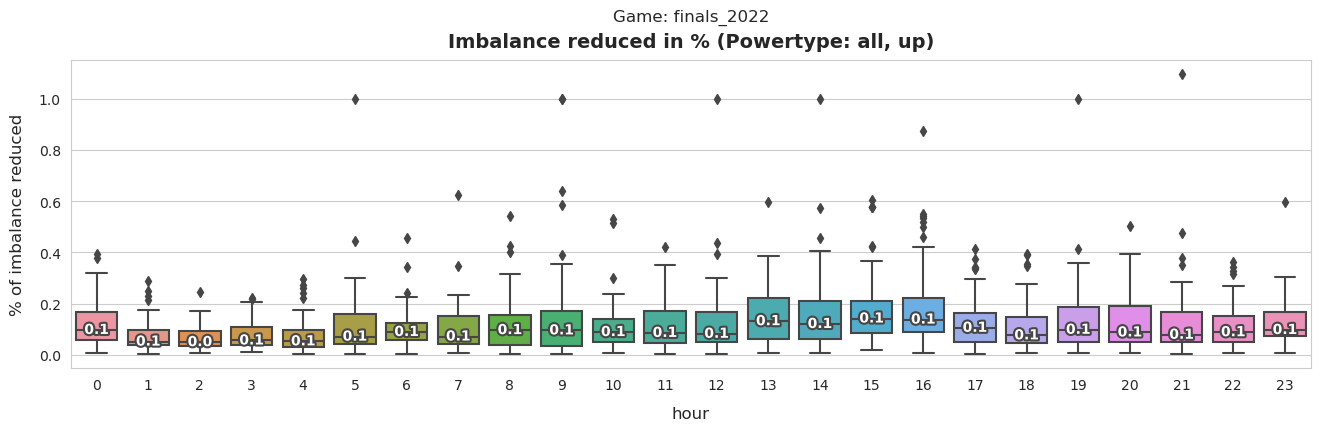 Game: finals_2022
Imbalance reduced in % (Powertype: all, up)
% of imbalance reduced
1.0
0.8
0.6
0.4
0.2
0.0
0.1 0.1 0.0 0.1 0.1 0.1 0.1 0.1 0.1 0.1 0.1 0.1 0.1 0.1 0.1 0.1 0.1 0.1 0.1 0.1 0.1 0.1 0.1 0.1
0 1 2 3 4 5 6 7 8 9 10 11 12 13 14 15 16 17 18 19 20 21 22 23
hour